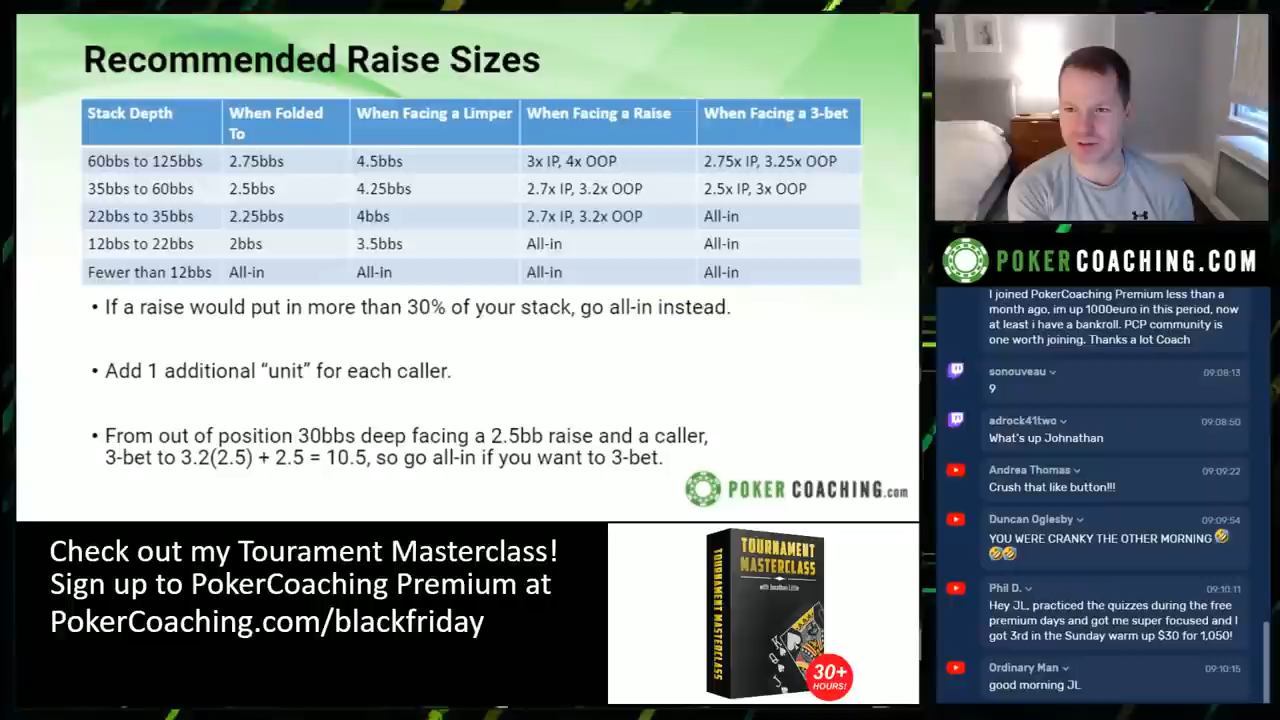 Recommended Raise Sizes
Stack Depth When Folded To When Facing a Limper When Facing a Raise When Facing a 3-bet
60bbs to 125bbs 2.75bbs 4.5bbs 3x IP, 4x OOP 2.75x IP, 3.25x OOP
35bbs to 60bbs 2.5bbs 4.25bbs 2.7x IP, 3.2x OOP 2.5x IP, 3x OOP
22bbs to 35bbs 2.25bbs 4bbs 2.7x IP, 3.2x OOP All-in
12bbs to 22bbs 2bbs 3.5bbs All-in All-in
Fewer than 12bbs All-in All-in All-in All-in
• If a raise would put in more than 30% of your stack, go all-in instead.
• Add 1 additional “unit” for each caller.
• From out of position 30bbs deep facing a 2.5bb raise and a caller,
3-bet to 3.2(2.5) + 2.5 = 10.5, so go all-in if you want to 3-bet.
POKER COACHING.com
Check out my Tourament Masterclass!
Sign up to PokerCoaching Premium at
PokerCoaching.com/blackfriday
TOURNAMENT MASTERCLASS
TOURNAMENT
MASTERCLASS
with Jonathan Little
K
Q
J
30+
HOURS!
POKERCOACHING.COM
I joined PokerCoaching Premium less than a
month ago, im up 1000euro in this period, now
at least i have a bankroll. PCP community is
one worth joining. Thanks a lot Coach
sonouveau 09:08:13
9
adrock41two 09:08:50
What's up Johnathan
Andrea Thomas 09:09:22
Crush that like button!!!
Duncan Oglesby 09:09:54
YOU WERE CRANKY THE OTHER MORNING 🤣
🤣🤣
Phil D. 09:10:11
Hey JL, practiced the quizzes during the free
premium days and got me super focused and I
got 3rd in the Sunday warm up $30 for 1,050!
Ordinary Man 09:10:15
good morning JL